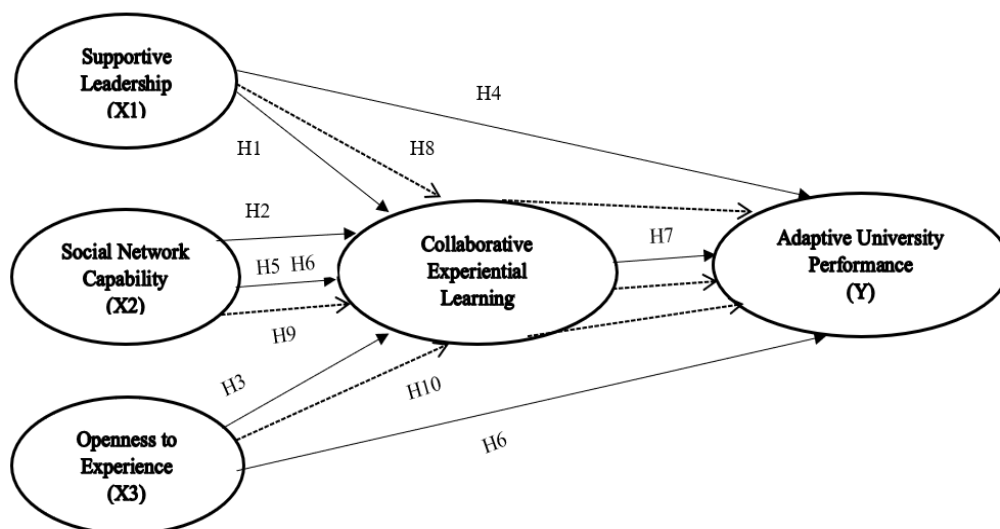 Supportive
Leadership
(X1)
H4
H1
H8
H2
Social Network
Capability
(X2)
H5 H6
H9
Collaborative
Experiential
Learning
H7
Adaptive University
Performance
(Y)
H3
H10
Openness to
Experience
(X3)
H6